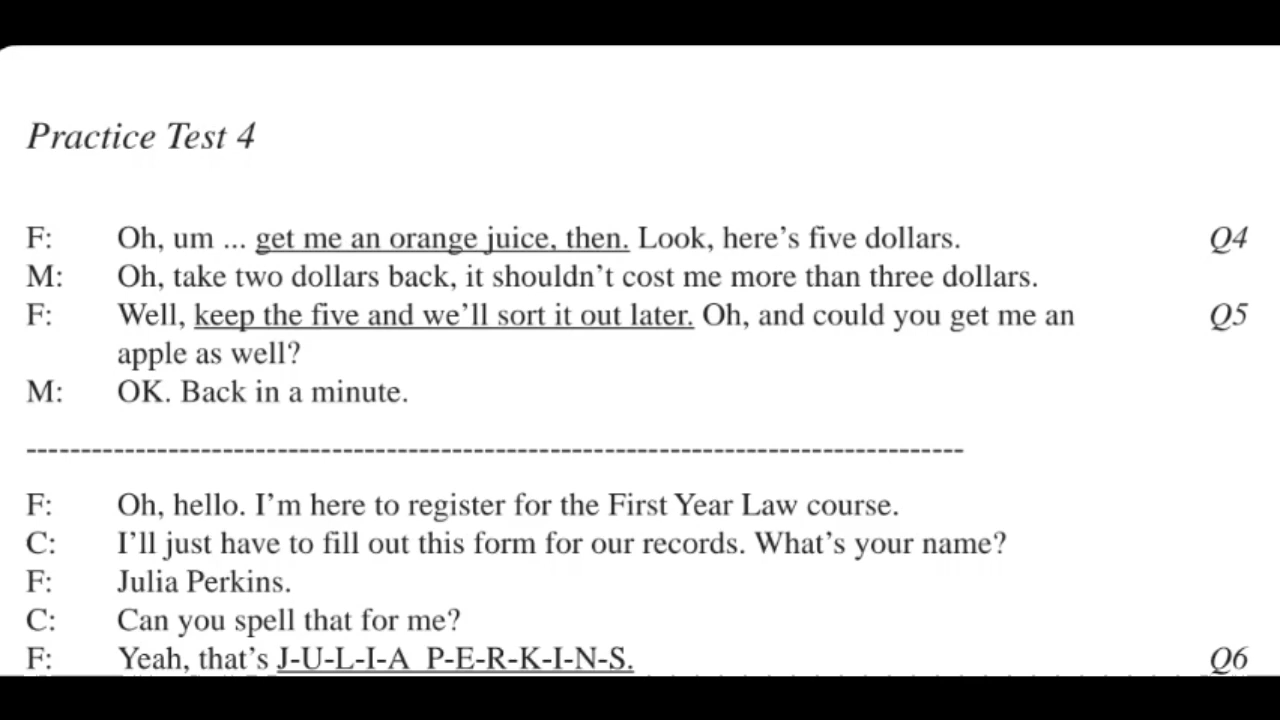 Practice Test 4
F: Oh, um ... get me an orange juice, then. Look, here's five dollars. Q4
M: Oh, take two dollars back, it shouldn't cost me more than three dollars.
F: Well, keep the five and we'll sort it out later. Oh, and could you get me an Q5
apple as well?
M: OK. Back in a minute.
--------------------------------------------------------------------------------------
F: Oh, hello. I'm here to register for the First Year Law course.
C: I'll just have to fill out this form for our records. What's your name?
F: Julia Perkins.
C: Can you spell that for me?
F: Yeah, that's J-U-L-I-A P-E-R-K-I-N-S. Q6